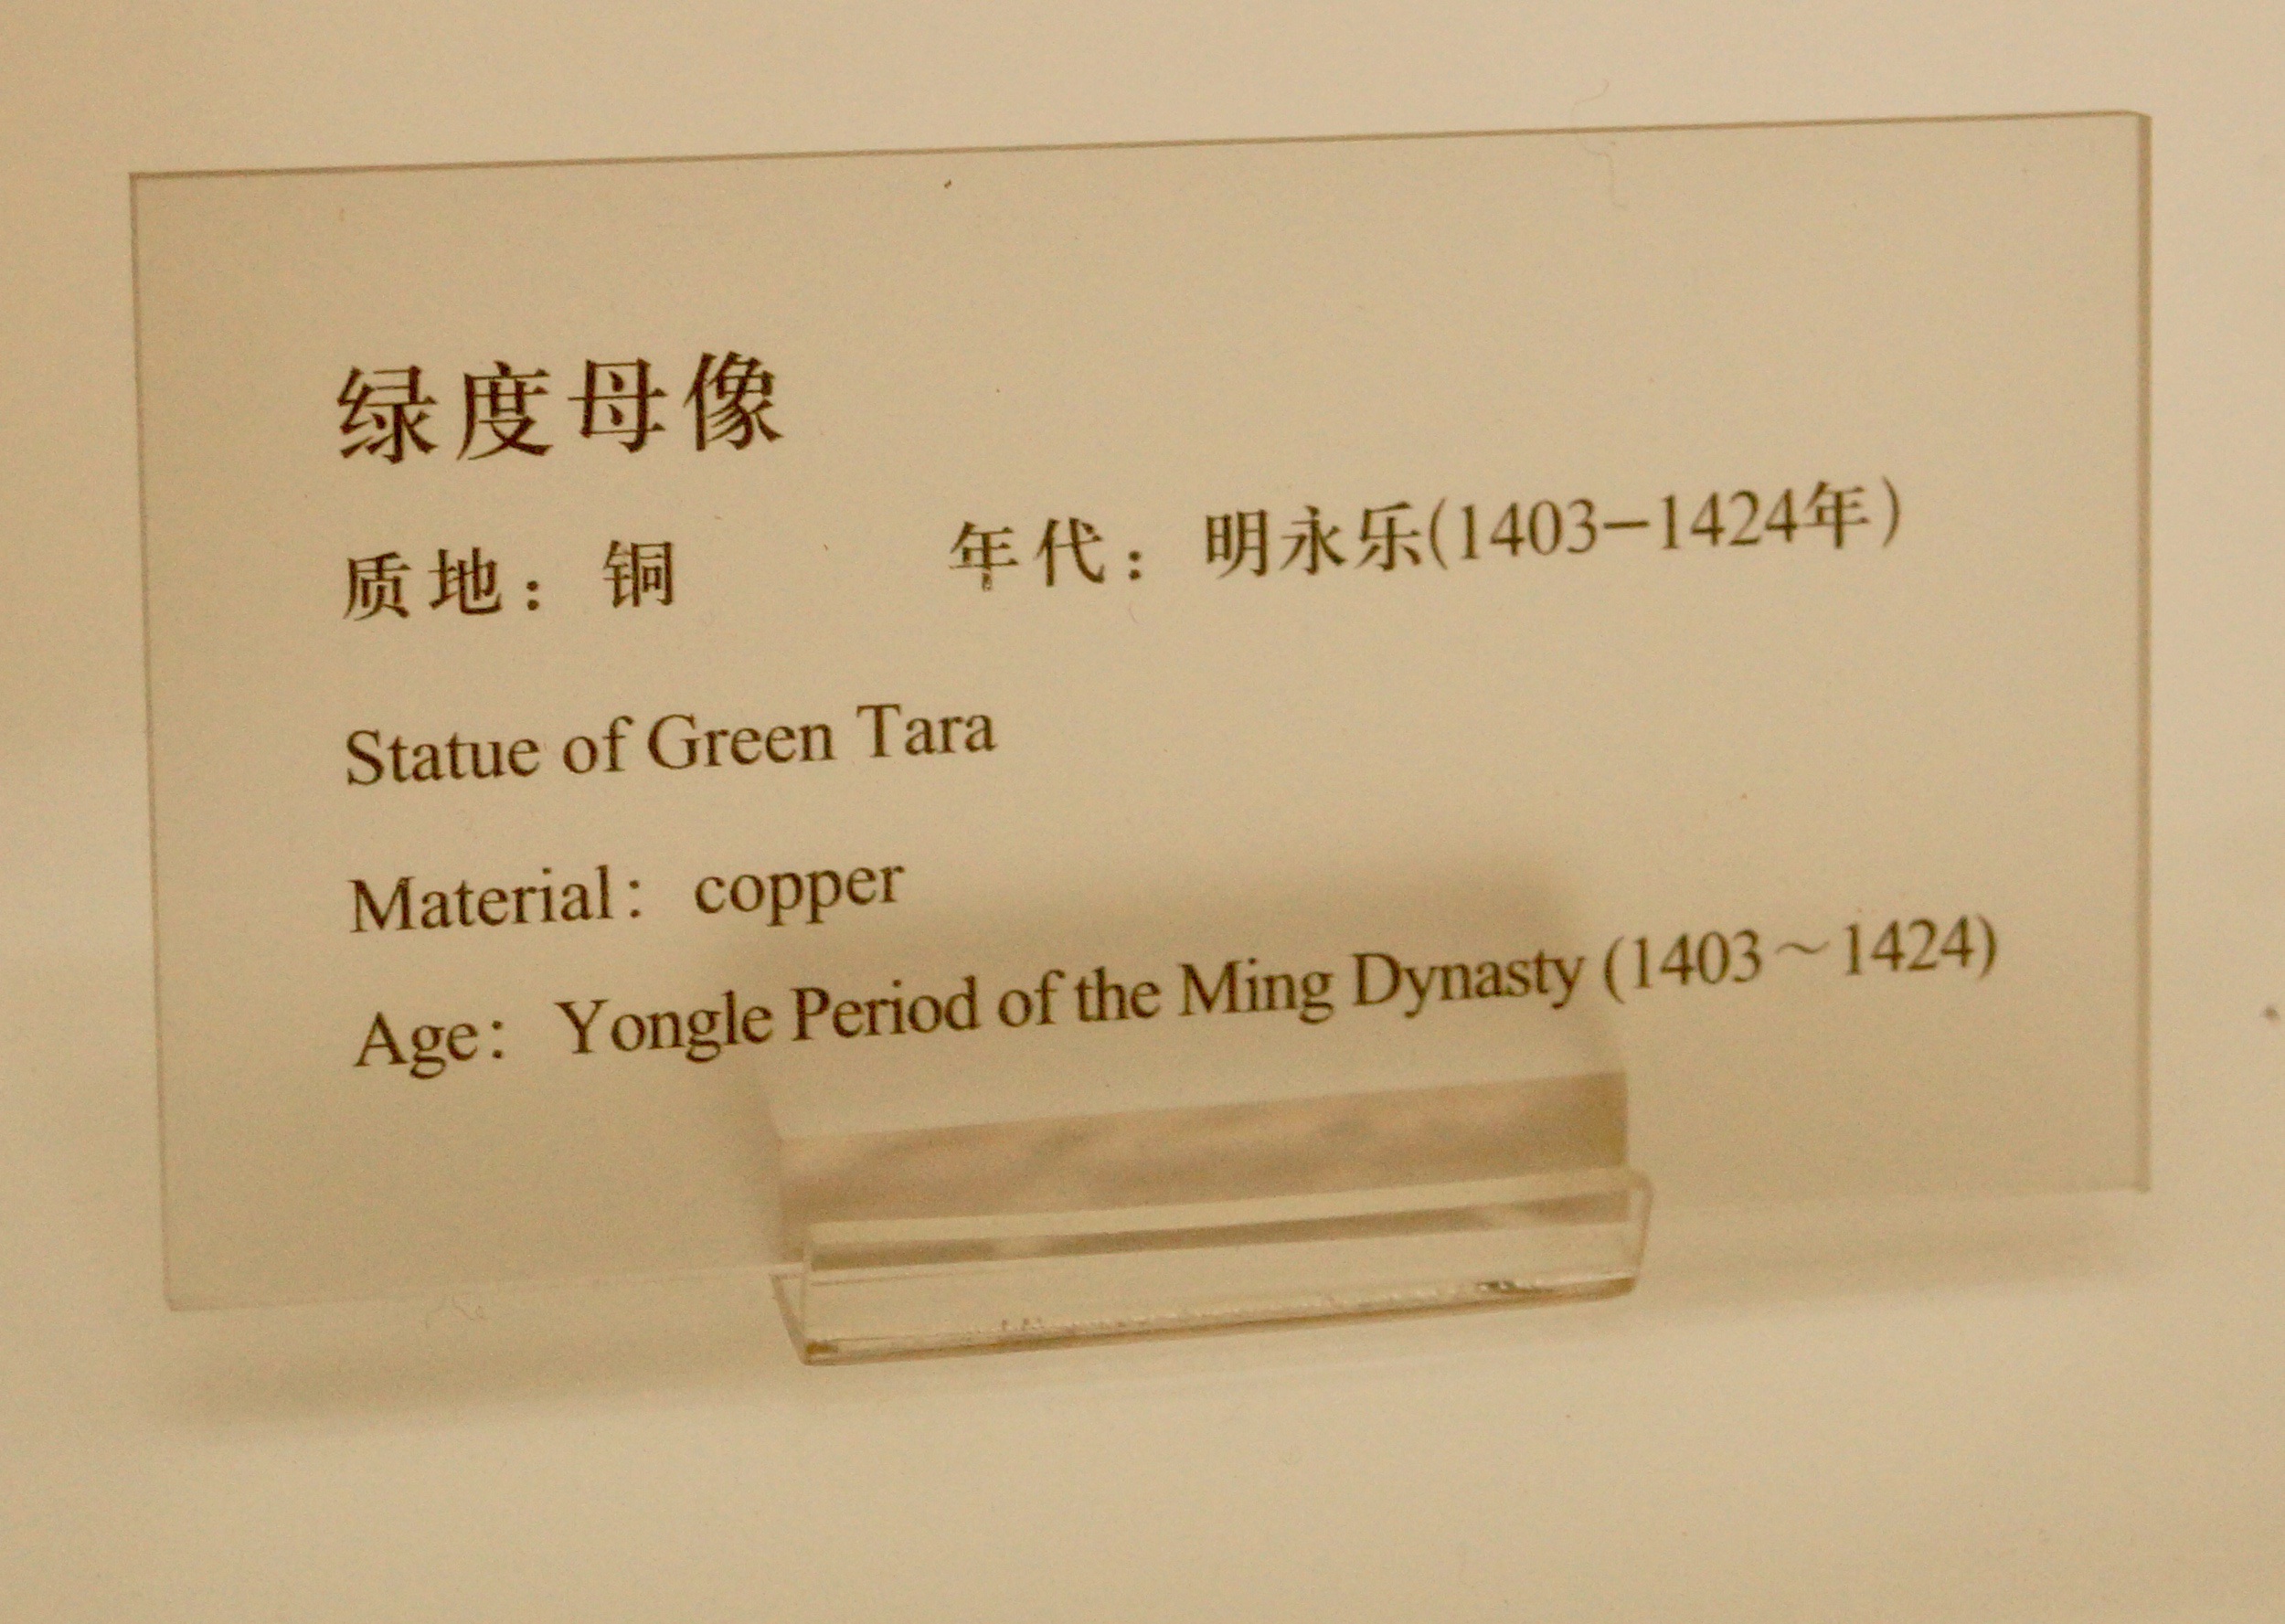 绿度母像
质地：铜 年代：明永乐(1403-1424年)
Statue of Green Tara
Material: copper
Age: Yongle Period of the Ming Dynasty (1403～1424)